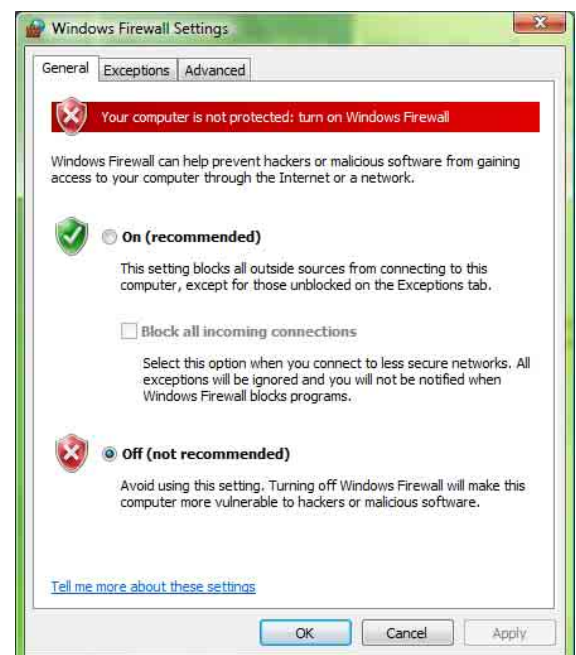 Windows Firewall Settings
General Exceptions Advanced
Your computer is not protected: turn on Windows Firewall
Windows Firewall can help prevent hackers or malicious software from gaining
access to your computer through the Internet or a network.
On (recommended)
This setting blocks all outside sources from connecting to this
computer, except for those unblocked on the Exceptions tab.
Block all incoming connections
Select this option when you connect to less secure networks. All
exceptions will be ignored and you will not be notified when
Windows Firewall blocks programs.
Off (not recommended)
Avoid using this setting. Turning off Windows Firewall will make this
computer more vulnerable to hackers or malicious software.
Tell me more about these settings
OK Cancel Apply